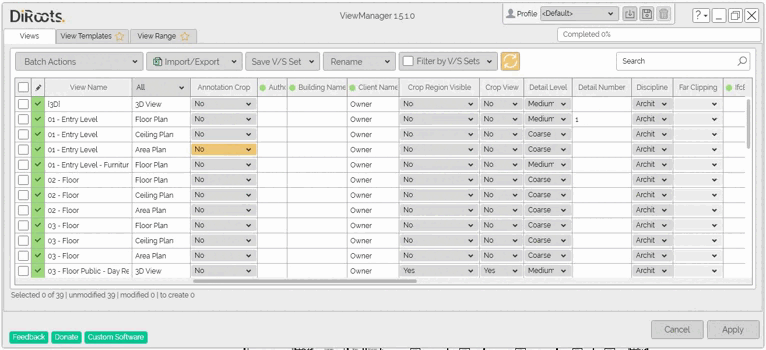 DiRoots. ViewManager 1.5.1.0 Profile <Default> ? _ ×
Completed 0%
Views View Templates View Range
Batch Actions Import/Export Save V/S Set Rename Filter by V/S Sets Search
View Name All Annotation Crop Autho Building Name Client Name Crop Region Visible Crop View Detail Level Detail Number Discipline Far Clipping IfcE
{3D} 3D View No Owner No No Medium Archit
01 - Entry Level Floor Plan No Owner No No Medium 1 Archit
01 - Entry Level Ceiling Plan No Owner No No Coarse Archit
01 - Entry Level Area Plan No Owner No No Coarse Archit
01 - Entry Level - Furnitur Floor Plan No Owner No No Medium Archit
02 - Floor Floor Plan No Owner No No Coarse Archit
02 - Floor Ceiling Plan No Owner No No Coarse Archit
02 - Floor Area Plan No Owner No No Coarse Archit
03 - Floor Floor Plan No Owner No No Coarse Archit
03 - Floor Ceiling Plan No Owner No No Coarse Archit
03 - Floor Area Plan No Owner No No Coarse Archit
03 - Floor Public - Day Re 3D View No Owner Yes Yes Medium Archit
Selected 0 of 39 | unmodified 39 | modified 0 | to create 0
Cancel Apply
Feedback Donate Custom Software